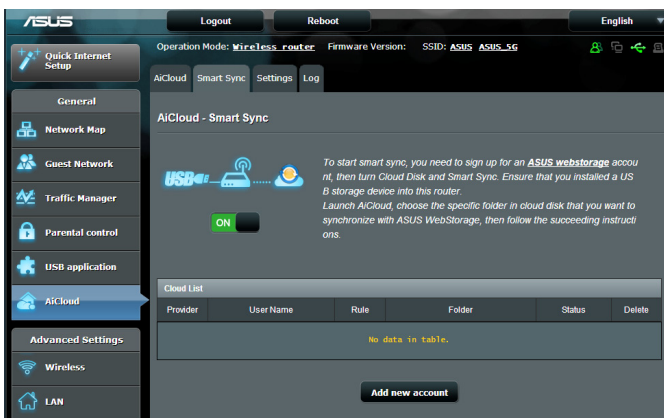 ASUS
Logout
Reboot
English
Quick Internet
Setup
Operation Mode: Wireless router Firmware Version: SSID: ASUS ASUS_5G
AiCloud Smart Sync Settings Log
General
Network Map
Guest Network
Traffic Manager
Parental control
USB application
AiCloud
Advanced Settings
Wireless
LAN
AiCloud - Smart Sync
USB
ON
To start smart sync, you need to sign up for an ASUS webstorage accou
nt, then turn Cloud Disk and Smart Sync. Ensure that you installed a US
B storage device into this router.
Launch AiCloud, choose the specific folder in cloud disk that you want to
synchronize with ASUS WebStorage, then follow the succeeding instructi
ons.
Cloud List
Provider User Name Rule Folder Status Delete
No data in table.
Add new account